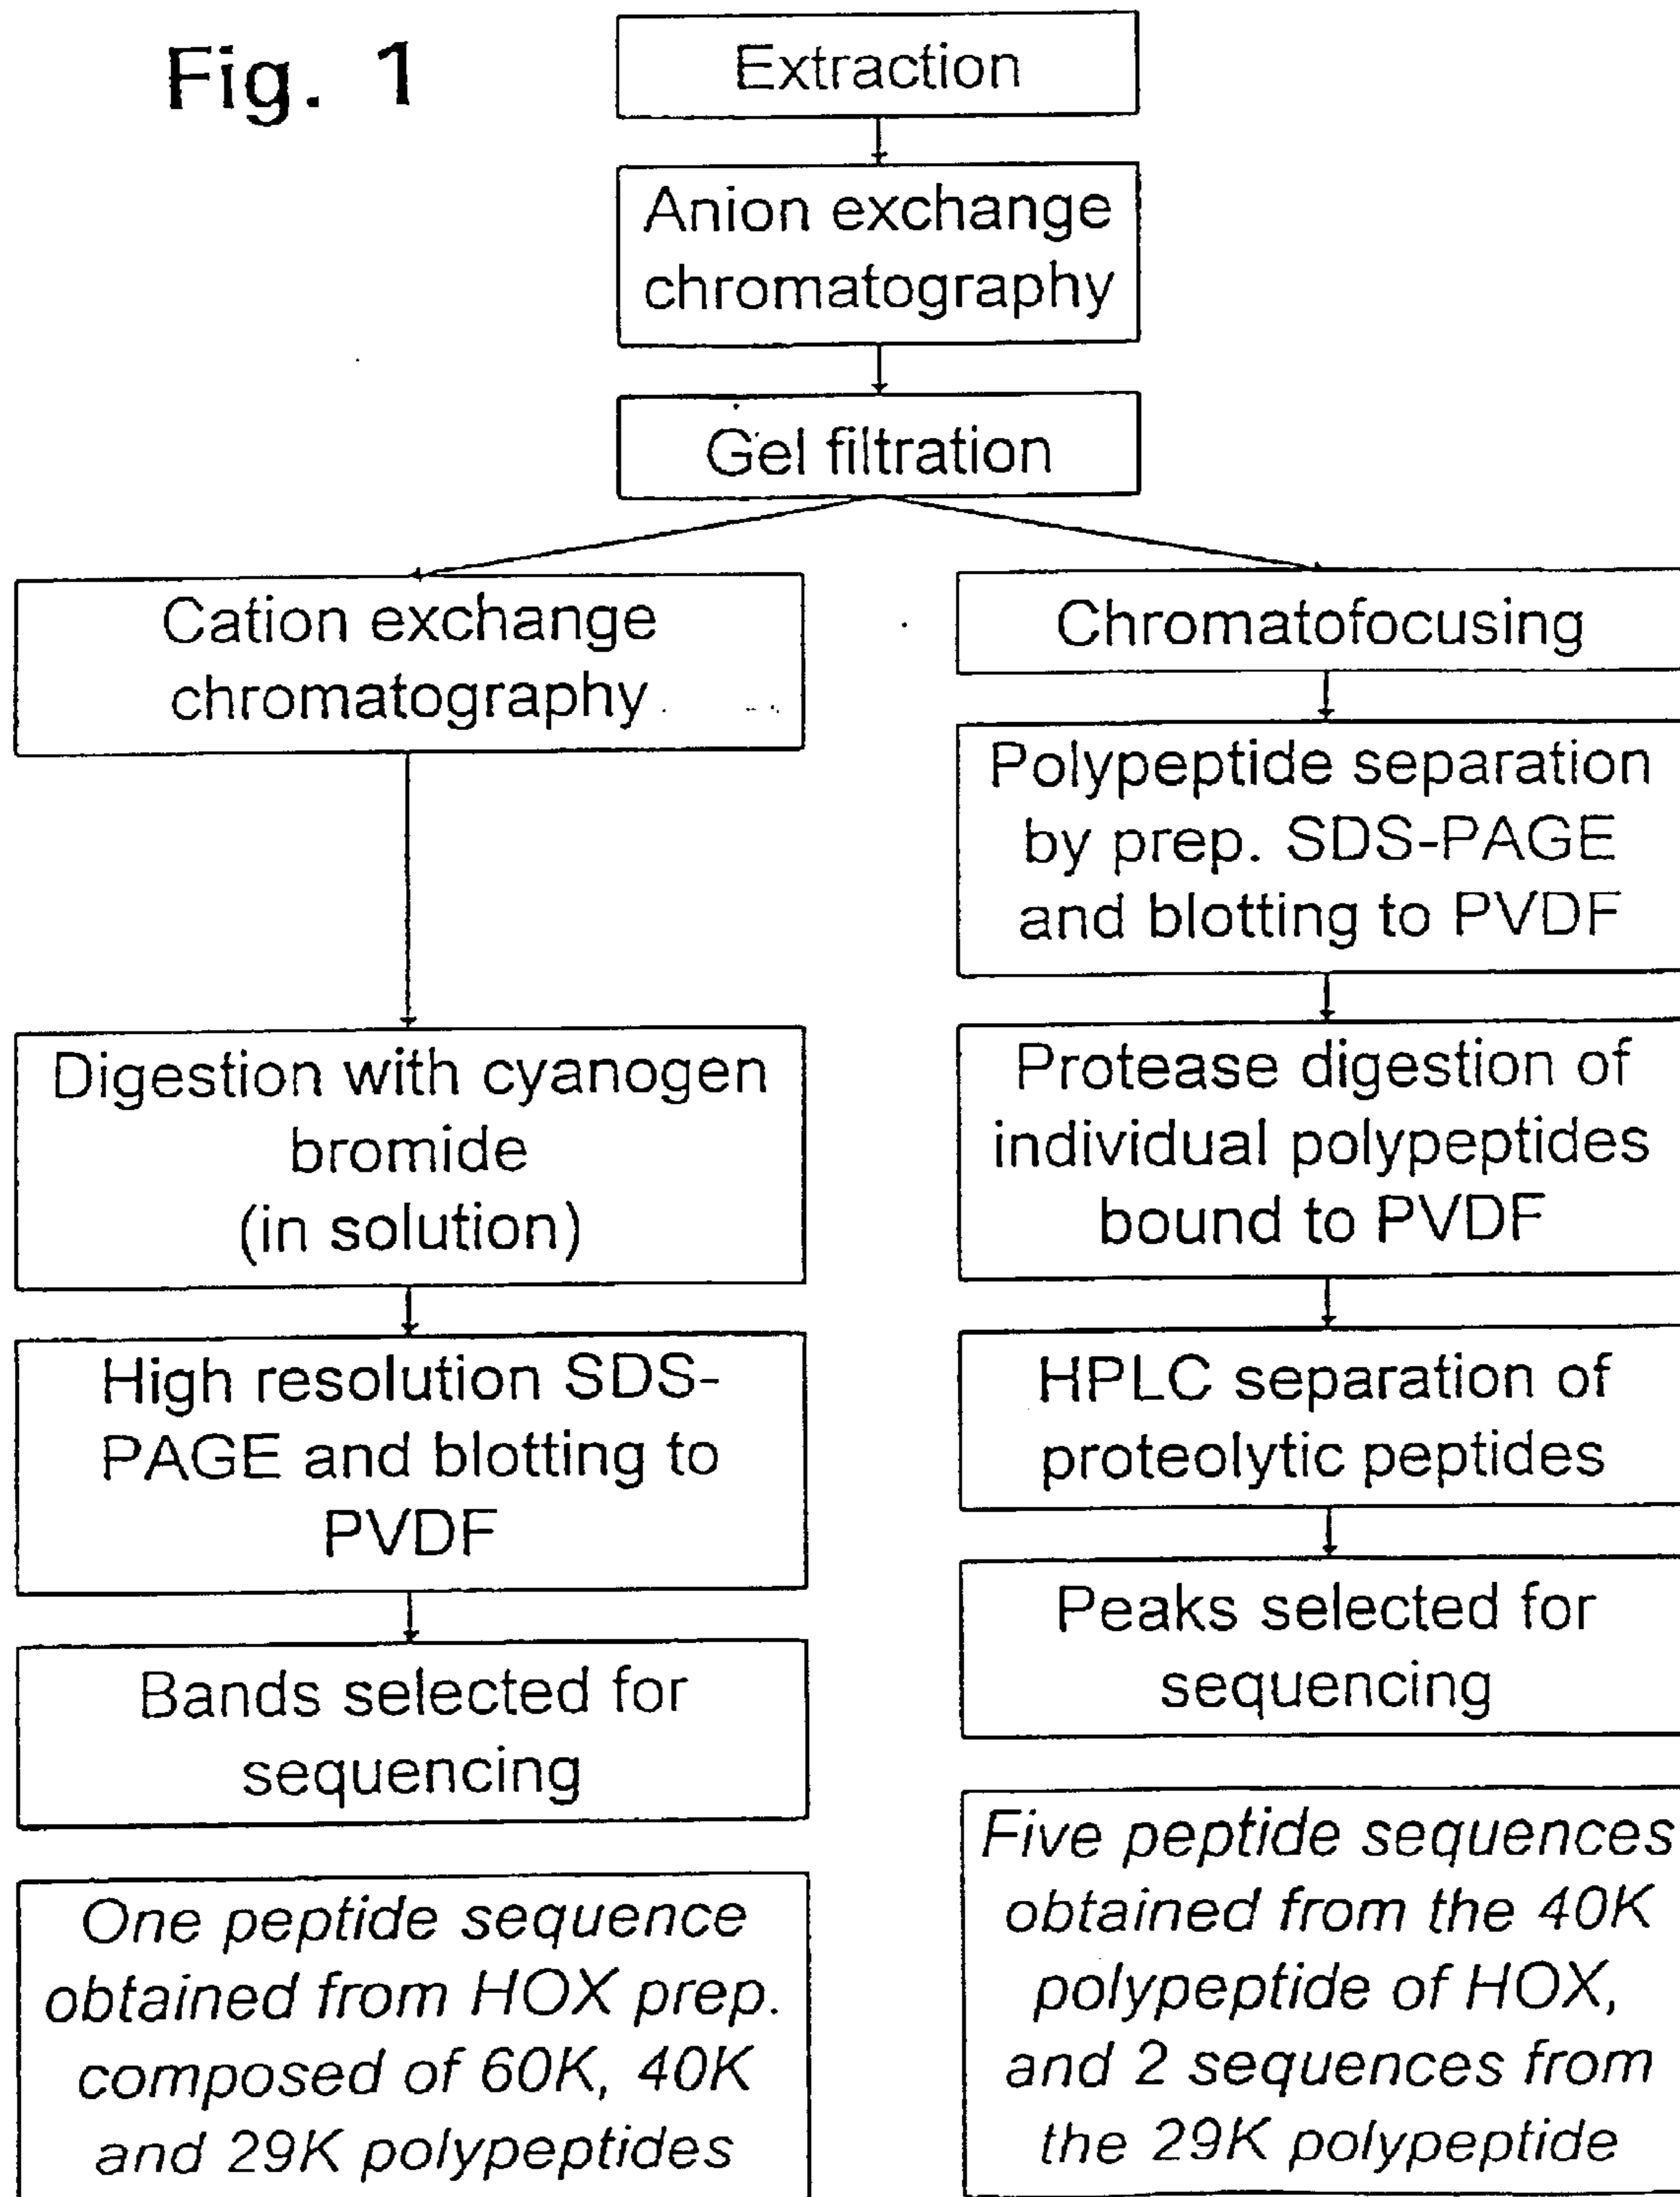 Fig. 1
Extraction
Anion exchange
chromatography
Gel filtration
Cation exchange
chromatography
Digestion with cyanogen
bromide
(in solution)
High resolution SDS-
PAGE and blotting to
PVDF
Bands selected for
sequencing
One peptide sequence
obtained from HOX prep.
composed of 60K, 40K
and 29K polypeptides
Chromatofocusing
Polypeptide separation
by prep. SDS-PAGE
and blotting to PVDF
Protease digestion of
individual polypeptides
bound to PVDF
HPLC separation of
proteolytic peptides
Peaks selected for
sequencing
Five peptide sequences
obtained from the 40K
polypeptide of HOX,
and 2 sequences from
the 29K polypeptide